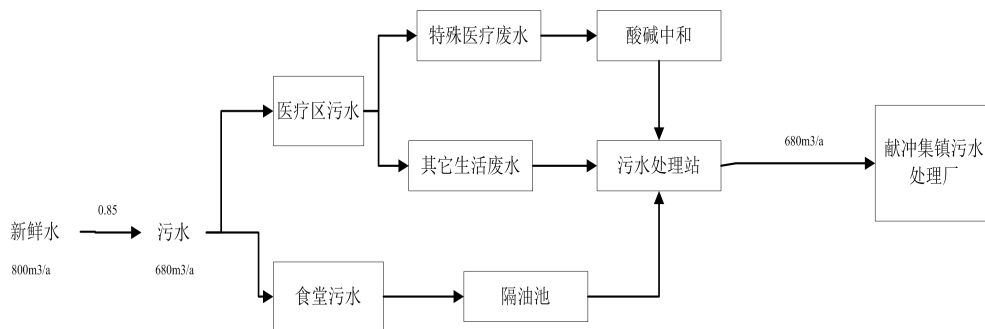 特殊医疗废水
酸碱中和
医疗区污水
其它生活废水
污水处理站
680m3/a
献冲集镇污水
处理厂
新鲜水
0.85
污水
800m3/a
680m3/a
食堂污水
隔油池